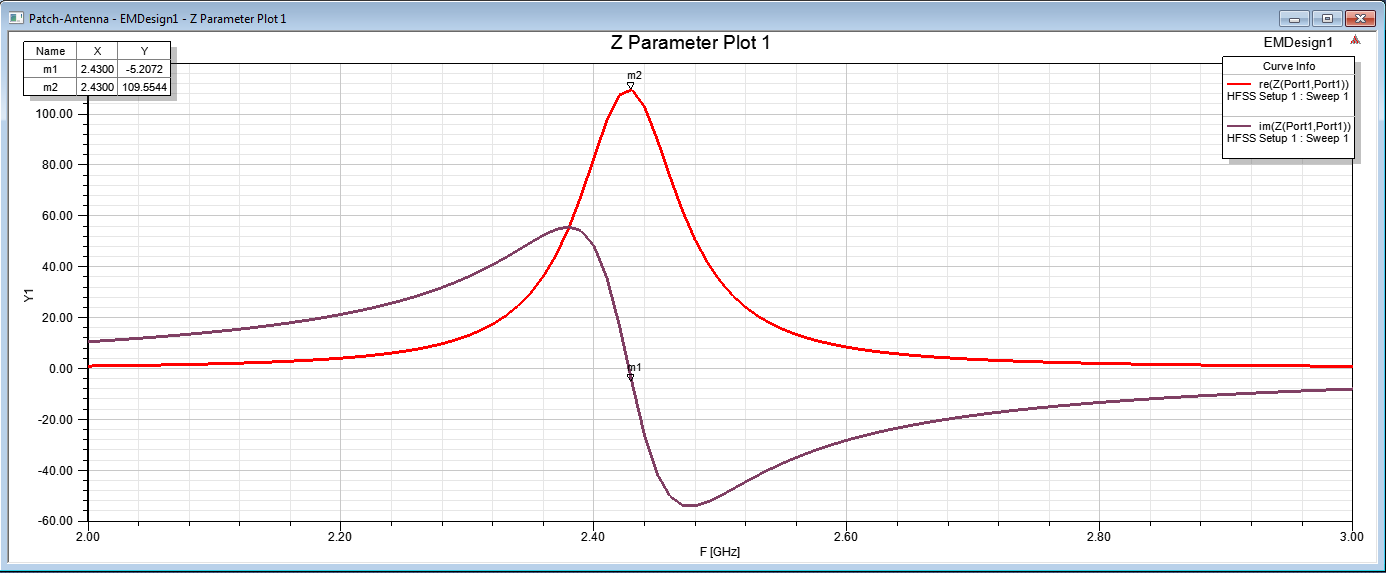 Patch-Antenna - EMDesign1 - Z Parameter Plot 1
Z Parameter Plot 1
EMDesign1
Name X Y
m1 2.4300 -5.2072
m2 2.4300 109.5544
Curve Info
re(Z(Port1,Port1))
HFSS Setup 1 : Sweep 1
im(Z(Port1,Port1))
HFSS Setup 1 : Sweep 1
m2
m1
Y1
100.00
80.00
60.00
40.00
20.00
0.00
-20.00
-40.00
-60.00
2.00 2.20 2.40 2.60 2.80 3.00
F [GHz]